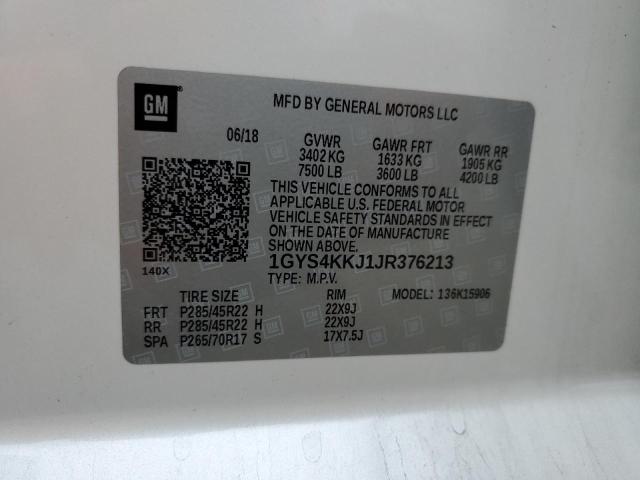 GM
MFD BY GENERAL MOTORS LLC
06/18 GVWR GAWR FRT GAWR RR
3402 KG 1633 KG 1905 KG
7500 LB 3600 LB 4200 LB
THIS VEHICLE CONFORMS TO ALL
APPLICABLE U.S. FEDERAL MOTOR
VEHICLE SAFETY STANDARDS IN EFFECT
ON THE DATE OF MANUFACTURE
SHOWN ABOVE.
140X
1GYS4KKJ1JR376213
TYPE: M.P.V. MODEL: 136K15906
TIRE SIZE RIM
FRT P285/45R22 H 22X9J
RR P285/45R22 H 22X9J
SPA P265/70R17 S 17X7.5J